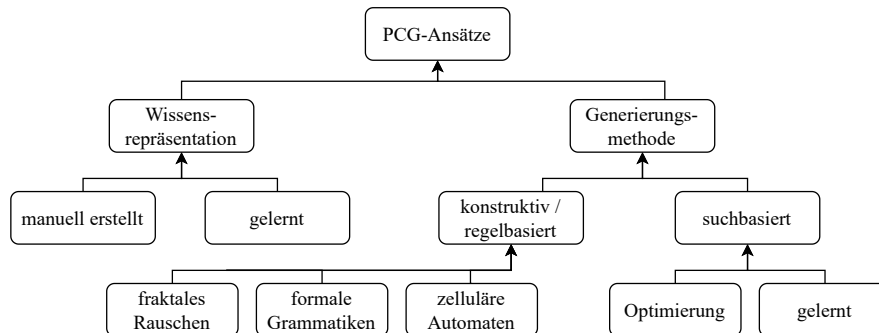 PCG-Ansätze
Wissens-
repräsentation
Generierungs-
methode
manuell erstellt
gelernt
konstruktiv /
regelbasiert
suchbasiert
fraktales
Rauschen
formale
Grammatiken
zelluläre
Automaten
Optimierung
gelernt